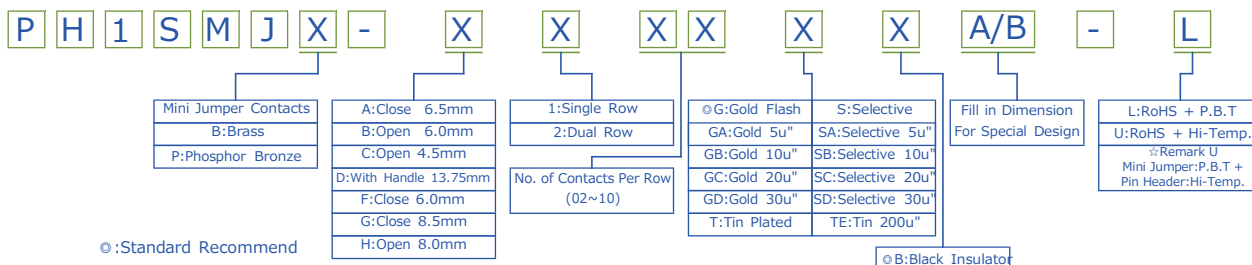 P H 1 S M J X - X X X X X X A/B - L
Mini Jumper Contacts
B:Brass
P:Phosphor Bronze
A:Close 6.5mm
B:Open 6.0mm
C:Open 4.5mm
D:With Handle 13.75mm
F:Close 6.0mm
G:Close 8.5mm
H:Open 8.0mm
1:Single Row
2:Dual Row
No. of Contacts Per Row
(02~10)
◎G:Gold Flash S:Selective
GA:Gold 5u" SA:Selective 5u"
GB:Gold 10u" SB:Selective 10u"
GC:Gold 20u" SC:Selective 20u"
GD:Gold 30u" SD:Selective 30u"
T:Tin Plated TE:Tin 200u"
◎B:Black Insulator
Fill in Dimension
For Special Design
L:RoHS + P.B.T
U:RoHS + Hi-Temp.
☆Remark U
Mini Jumper:P.B.T +
Pin Header:Hi-Temp.
◎:Standard Recommend